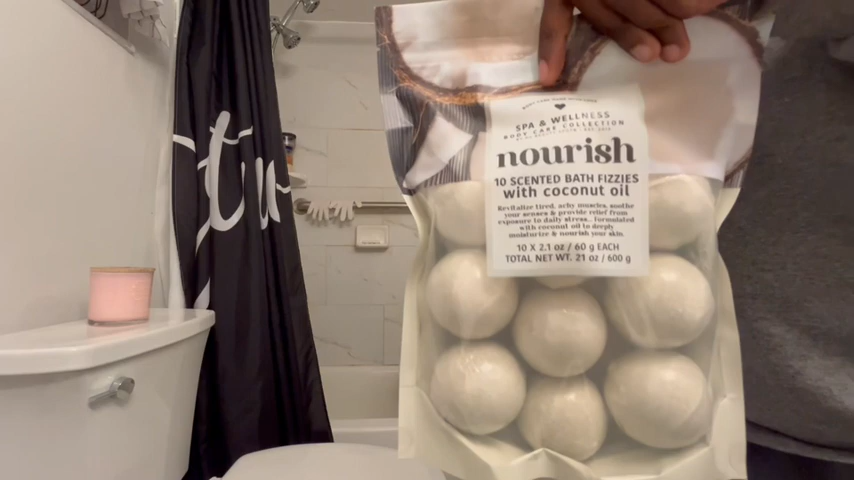 SPA & WELLNESS
BODY CARE COLLECTION
nourish
10 SCENTED BATH FIZZIES
with coconut oil
Revitalize tired, achy muscles, soothe
your senses & provide relief from
exposure to daily stress. Formulated
with coconut oil to deeply
moisturize & nourish your skin.
10 X 2.1 oz / 60 g EACH
TOTAL NET WT. 21 oz / 600 g